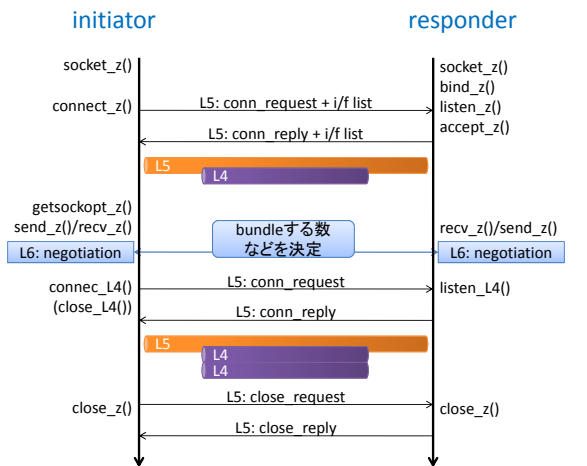 initiator
responder
socket_z()
socket_z()
bind_z()
connect_z()
L5: conn_request + i/f list
listen_z()
L5: conn_reply + i/f list
accept_z()
L5
L4
getsockopt_z()
send_z()/recv_z()
bundleする数
などを決定
recv_z()/send_z()
L6: negotiation
L6: negotiation
connec_L4()
L5: conn_request
listen_L4()
(close_L4())
L5: conn_reply
L5
L4
L4
close_z()
L5: close_request
close_z()
L5: close_reply